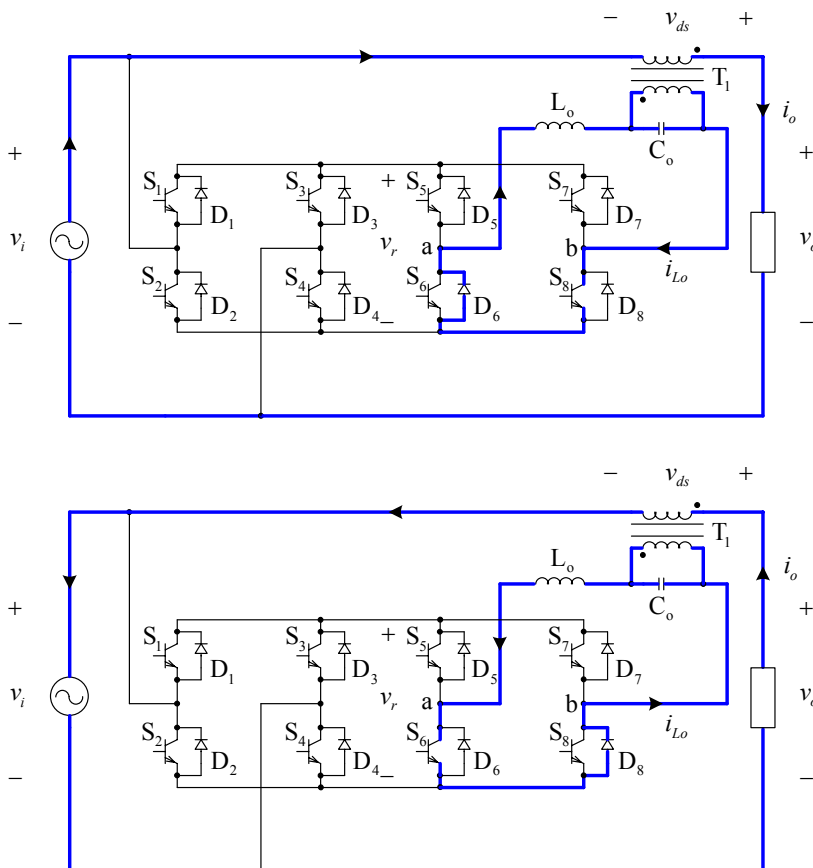 − v_ds +
T₁
L_o
i_o
C_o
+ S₁ S₃ + S₅ S₇ +
D₁ D₃ D₅ D₇
v_i v_r a b v_o
i_Lo
S₂ S₄ S₆ S₈
− D₂ D₄ − D₆ D₈ −
− v_ds +
T₁
L_o
i_o
C_o
+ S₁ S₃ + S₅ S₇ +
D₁ D₃ D₅ D₇
v_i v_r a b
i_Lo
S₂ S₄ S₆ S₈
− D₂ D₄ − D₆ D�8 −